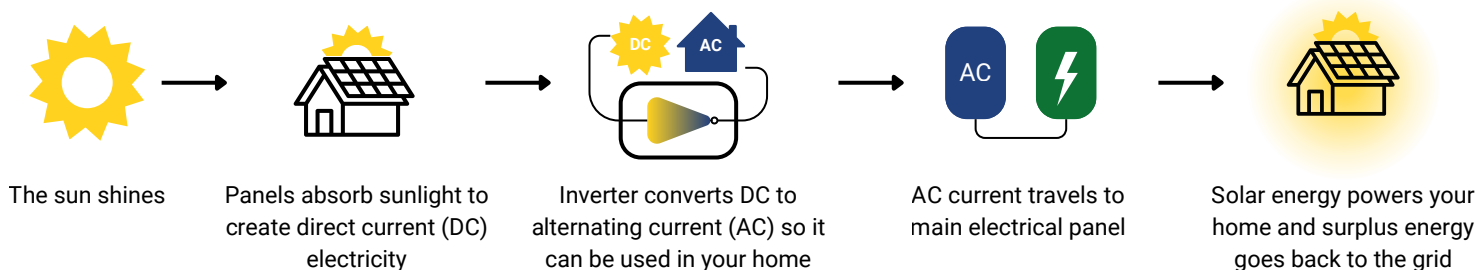 DC
AC
AC
The sun shines
Panels absorb sunlight to
create direct current (DC)
electricity
Inverter converts DC to
alternating current (AC) so it
can be used in your home
AC current travels to
main electrical panel
Solar energy powers your
home and surplus energy
goes back to the grid